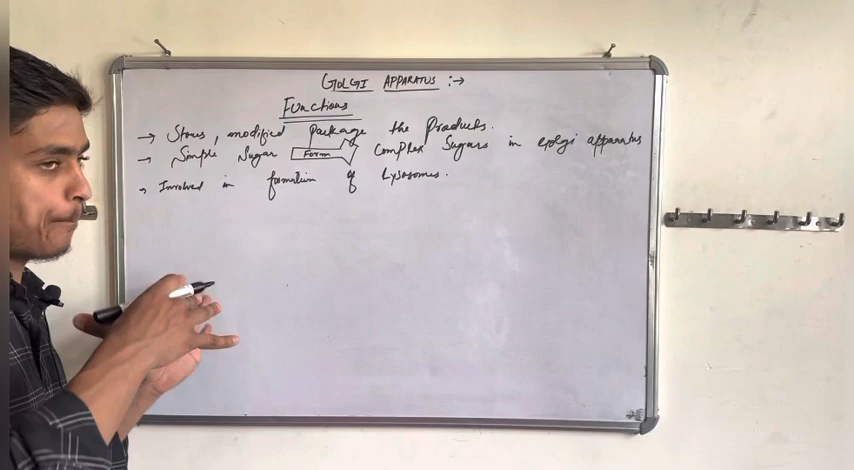 GOLGI APPARATUS :→
Functions
→ Stores, modified Package the Products.
→ Simple Sugar Form complex Sugars in golgi apparatus
→ Involved in formation of Lysosomes.